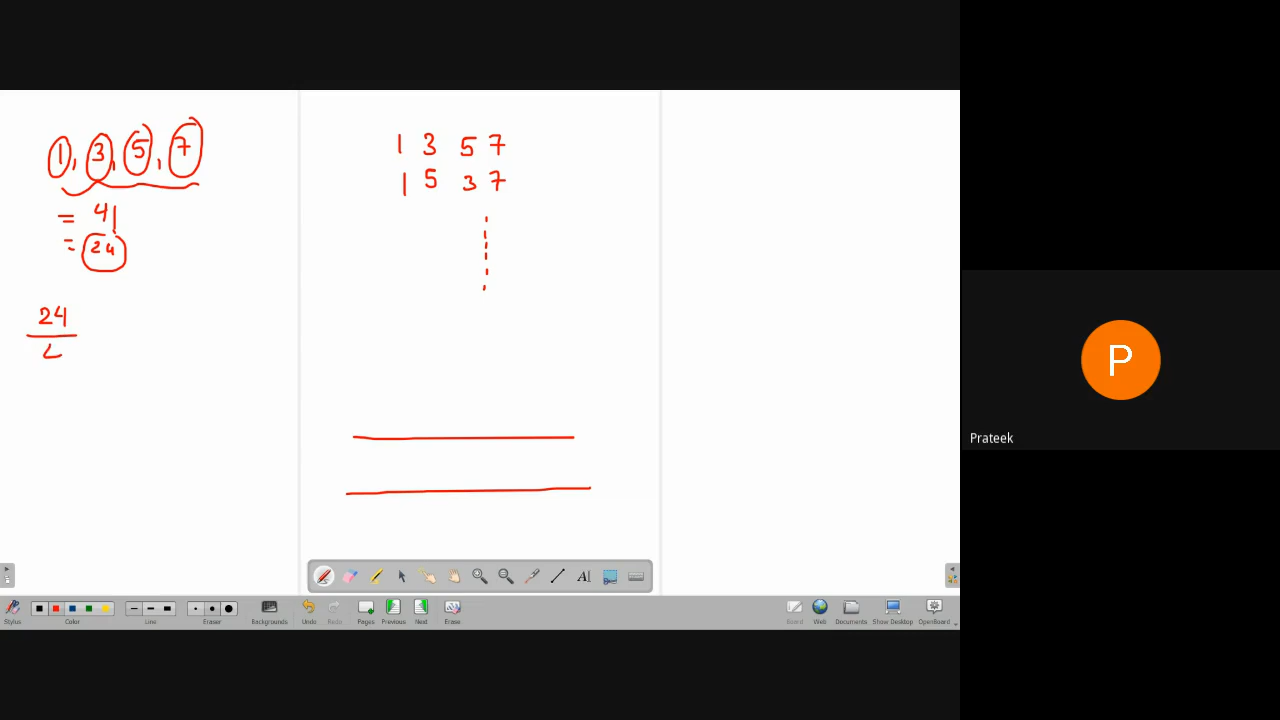 1, 3, 5, 7
= 4!
= 24
24
1 3 5 7
1 5 3 7
P
Prateek
Stylus
Color
Line
Eraser
Backgrounds
Undo
Redo
Pages
Previous
Next
Erase
Board
Web
Documents
Show Desktop
OpenBoard